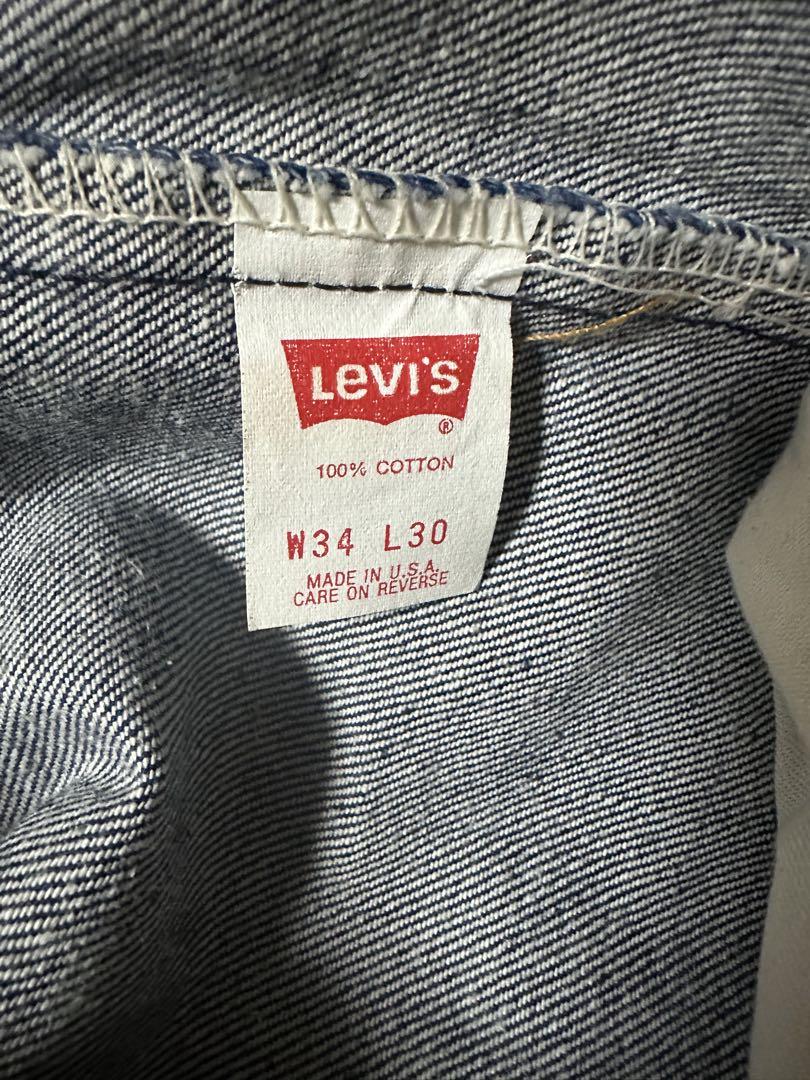 Levi's
®
100% COTTON
W34 L30
MADE IN U.S.A.
CARE ON REVERSE